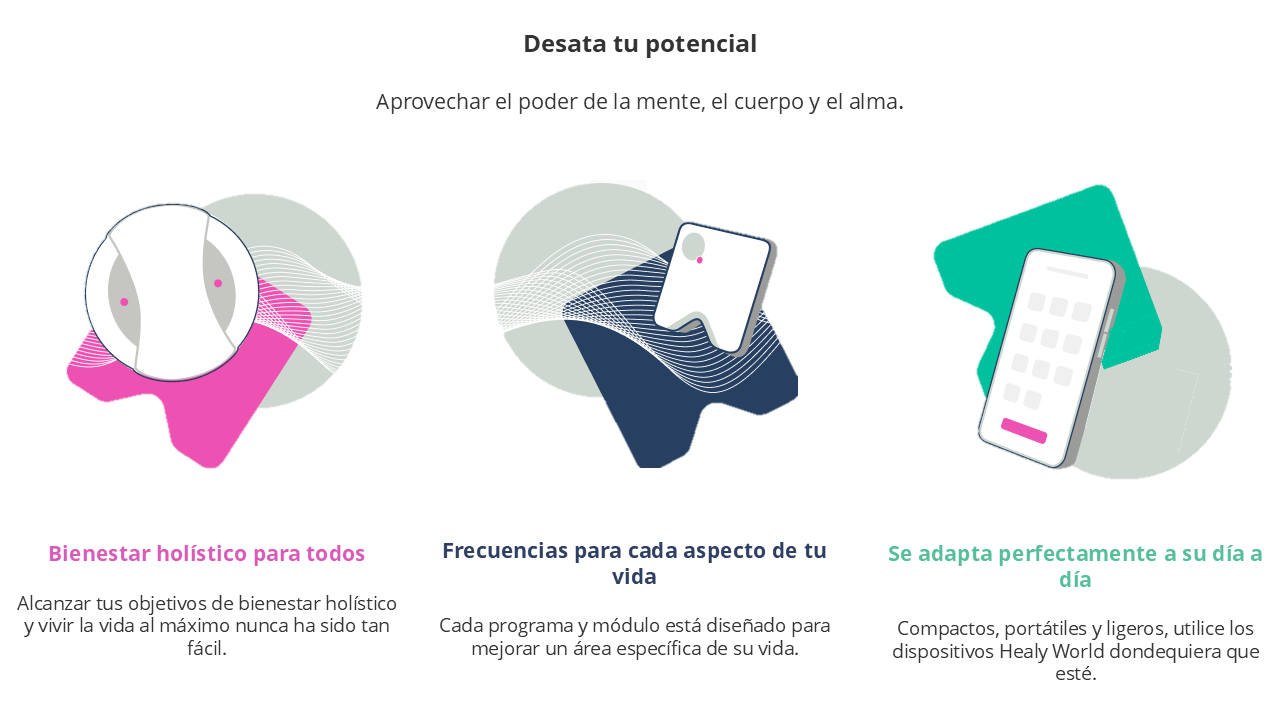 Desata tu potencial
Aprovechar el poder de la mente, el cuerpo y el alma.
Bienestar holístico para todos
Alcanzar tus objetivos de bienestar holístico
y vivir la vida al máximo nunca ha sido tan
fácil.
Frecuencias para cada aspecto de tu
vida
Cada programa y módulo está diseñado para
mejorar un área específica de su vida.
Se adapta perfectamente a su día a
día
Compactos, portátiles y ligeros, utilice los
dispositivos Healy World dondequiera que
esté.